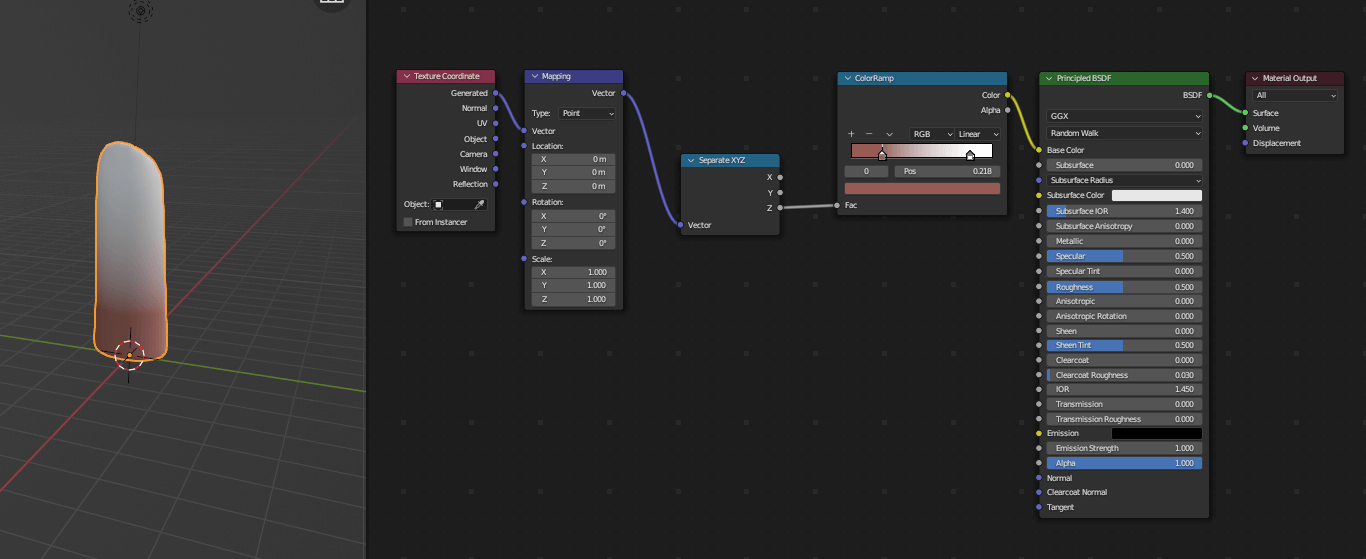 Texture Coordinate
Generated
Normal
UV
Object
Camera
Window
Reflection
Object:
From Instancer
Mapping
Vector
Type: Point
Vector
Location:
X 0 m
Y 0 m
Z 0 m
Rotation:
X 0°
Y 0°
Z 0°
Scale:
X 1.000
Y 1.000
Z 1.000
Separate XYZ
X
Y
Z
Vector
ColorRamp
Color
Alpha
RGB Linear
0 Pos 0.218
Fac
Principled BSDF
BSDF
GGX
Random Walk
Base Color
Subsurface 0.000
Subsurface Radius
Subsurface Color
Subsurface IOR 1.400
Subsurface Anisotropy 0.000
Metallic 0.000
Specular 0.500
Specular Tint 0.000
Roughness 0.500
Anisotropic 0.000
Anisotropic Rotation 0.000
Sheen 0.000
Sheen Tint 0.500
Clearcoat 0.000
Clearcoat Roughness 0.030
IOR 1.450
Transmission 0.000
Transmission Roughness 0.000
Emission
Emission Strength 1.000
Alpha 1.000
Normal
Clearcoat Normal
Tangent
Material Output
All
Surface
Volume
Displacement